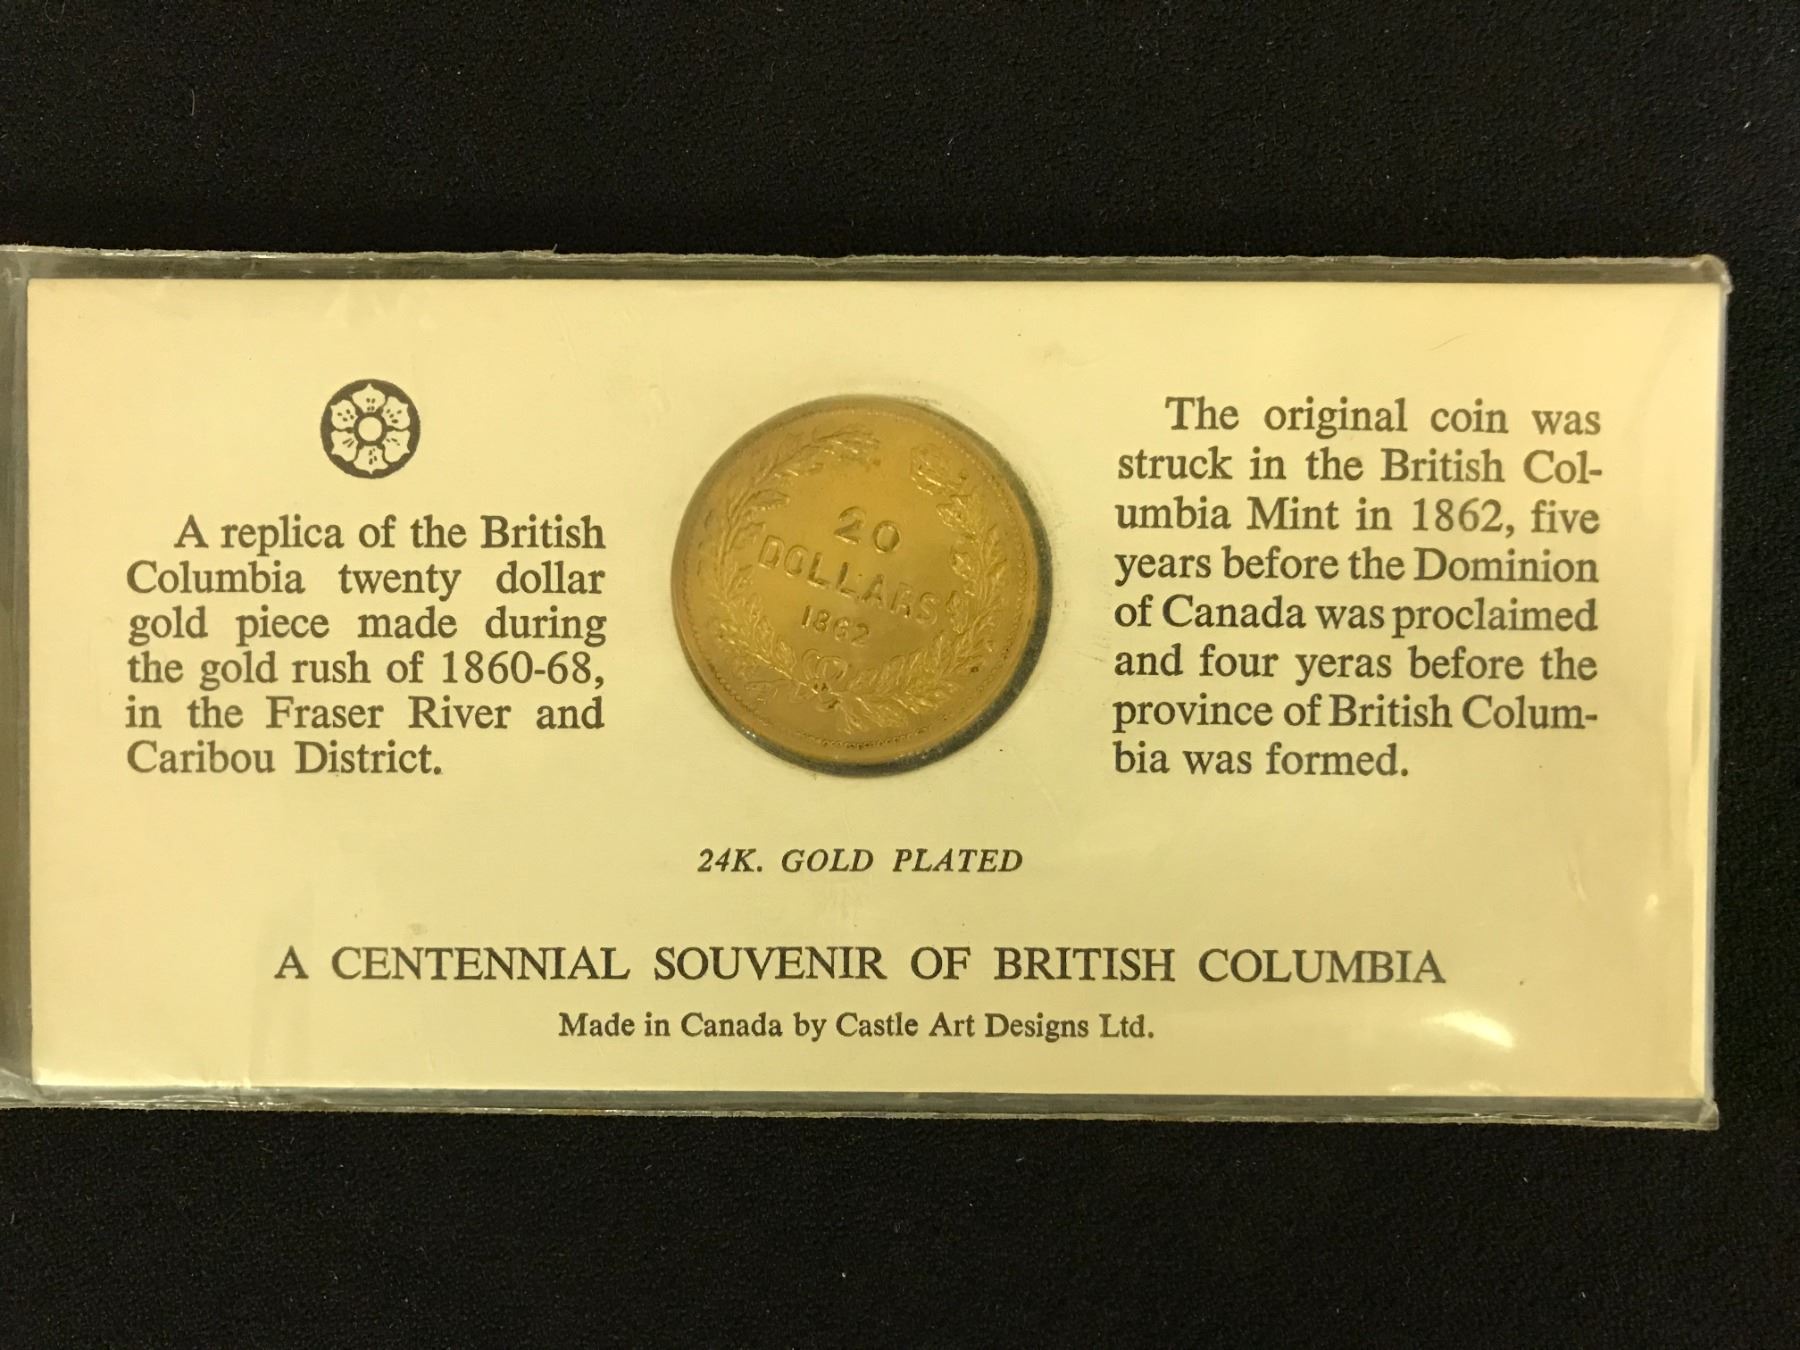 A replica of the British
Columbia twenty dollar
gold piece made during
the gold rush of 1860-68,
in the Fraser River and
Caribou District.
20
DOLLARS
1862
The original coin was
struck in the British Col-
umbia Mint in 1862, five
years before the Dominion
of Canada was proclaimed
and four yeras before the
province of British Colum-
bia was formed.
24K. GOLD PLATED
A CENTENNIAL SOUVENIR OF BRITISH COLUMBIA
Made in Canada by Castle Art Designs Ltd.